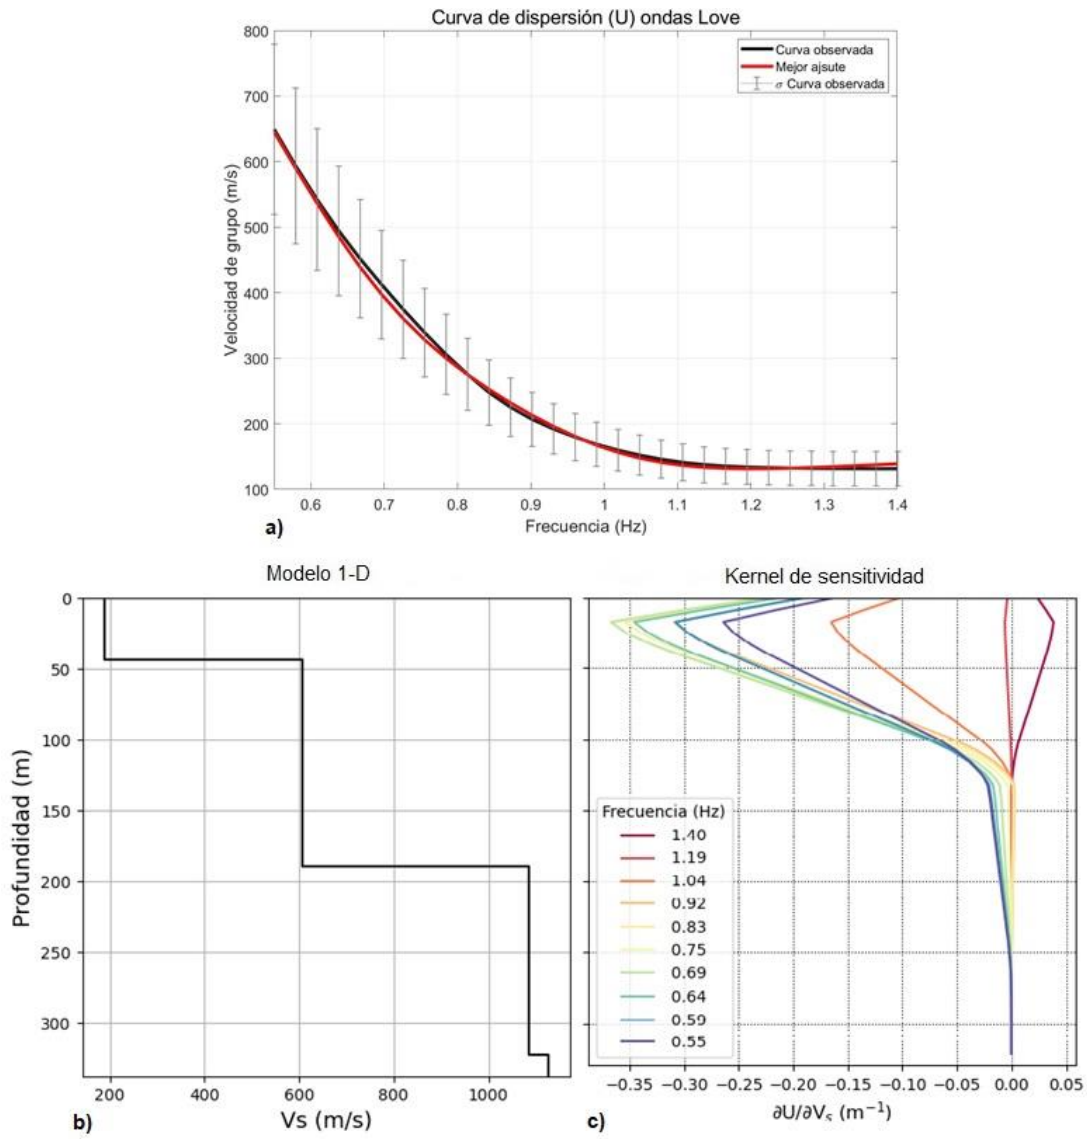 Curva de dispersión (U) ondas Love
800
700
600
500
400
300
200
100
Velocidad de grupo (m/s)
Curva observada
Mejor ajsute
σ Curva observada
0.6 0.7 0.8 0.9 1 1.1 1.2 1.3 1.4
Frecuencia (Hz)
a)
Modelo 1-D
0
50
100
150
200
250
300
Profundidad (m)
200 400 600 800 1000
Vs (m/s)
b)
Kernel de sensitividad
Frecuencia (Hz)
1.40
1.19
1.04
0.92
0.83
0.75
0.69
0.64
0.59
0.55
−0.35 −0.30 −0.25 −0.20 −0.15 −0.10 −0.05 0.00 0.05
∂U/∂Vs (m⁻¹)
c)